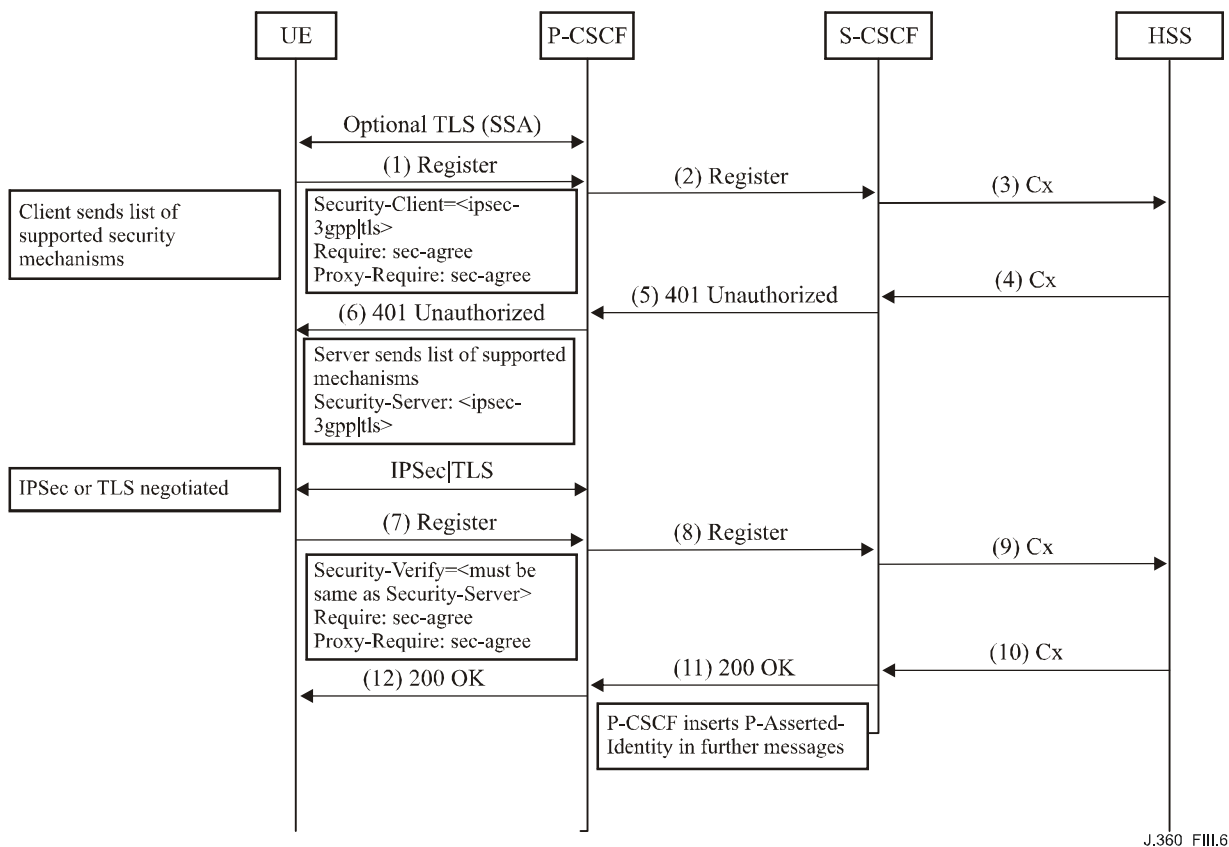 UE
P-CSCF
S-CSCF
HSS
Optional TLS (SSA)
(1) Register
(2) Register
(3) Cx
Client sends list of
supported security
mechanisms
Security-Client=<ipsec-
3gpp|tls>
Require: sec-agree
Proxy-Require: sec-agree
(4) Cx
(5) 401 Unauthorized
(6) 401 Unauthorized
Server sends list of supported
mechanisms
Security-Server: <ipsec-
3gpp|tls>
IPSec|TLS
IPSec or TLS negotiated
(7) Register
(8) Register
(9) Cx
Security-Verify=<must be
same as Security-Server>
Require: sec-agree
Proxy-Require: sec-agree
(10) Cx
(11) 200 OK
(12) 200 OK
P-CSCF inserts P-Asserted-
Identity in further messages
J.360_FIII.6